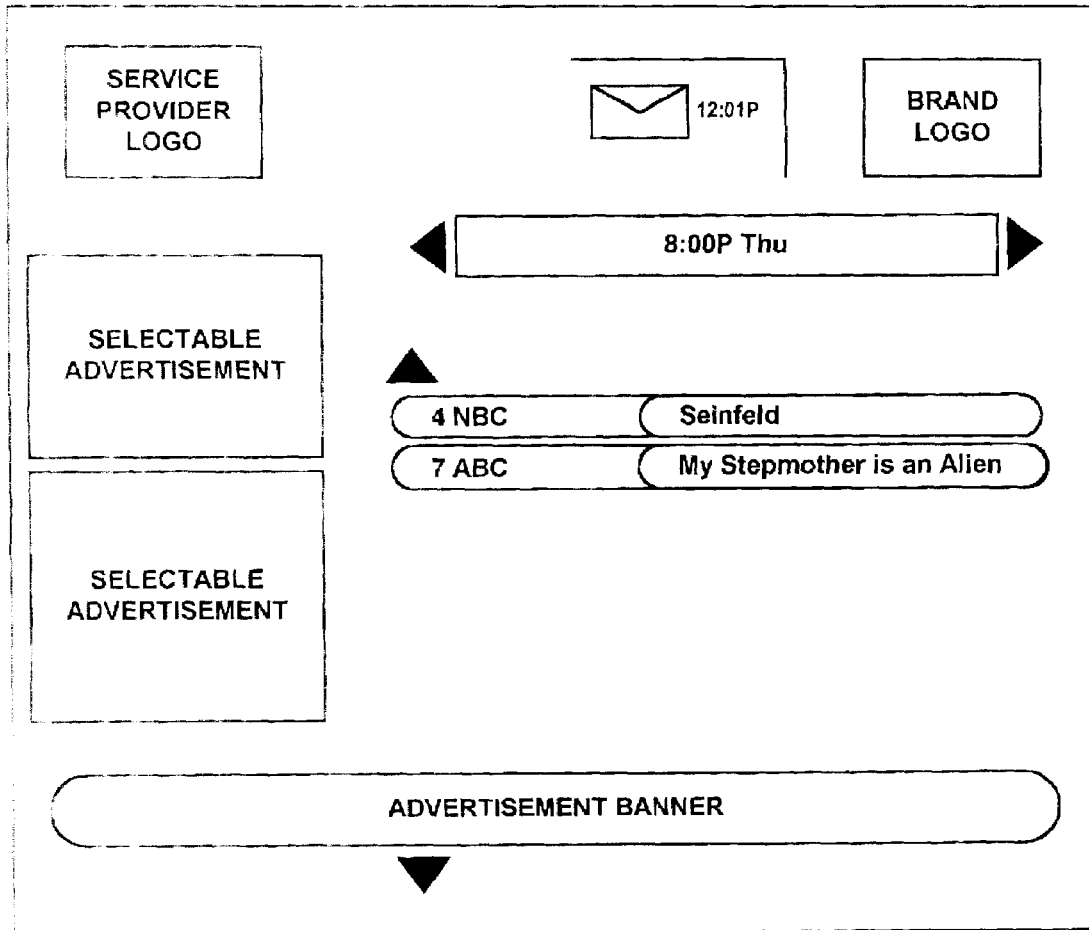 SERVICE
PROVIDER
LOGO
12:01P
BRAND
LOGO
8:00P Thu
SELECTABLE
ADVERTISEMENT
4 NBC Seinfeld
7 ABC My Stepmother is an Alien
SELECTABLE
ADVERTISEMENT
ADVERTISEMENT BANNER